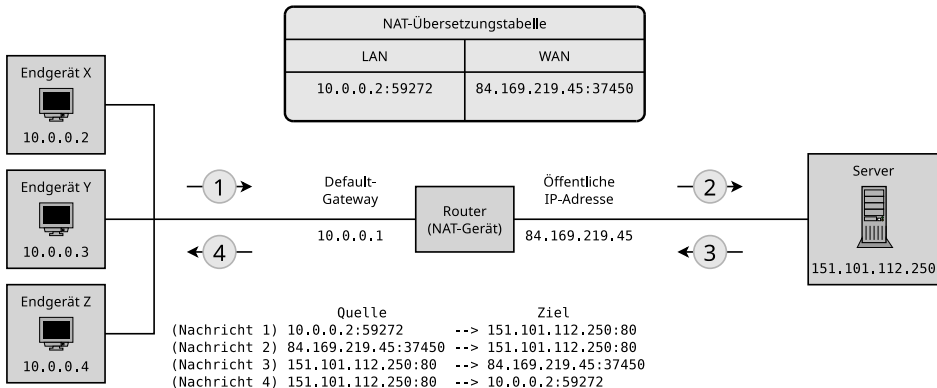 NAT-Übersetzungstabelle
LAN WAN
10.0.0.2:59272 84.169.219.45:37450
Endgerät X
10.0.0.2
Endgerät Y
10.0.0.3
Endgerät Z
10.0.0.4
1
4
Default-
Gateway
10.0.0.1
Router
(NAT-Gerät)
Öffentliche
IP-Adresse
84.169.219.45
2
3
Server
151.101.112.250
Quelle Ziel
(Nachricht 1) 10.0.0.2:59272 --> 151.101.112.250:80
(Nachricht 2) 84.169.219.45:37450 --> 151.101.112.250:80
(Nachricht 3) 151.101.112.250:80 --> 84.169.219.45:37450
(Nachricht 4) 151.101.112.250:80 --> 10.0.0.2:59272